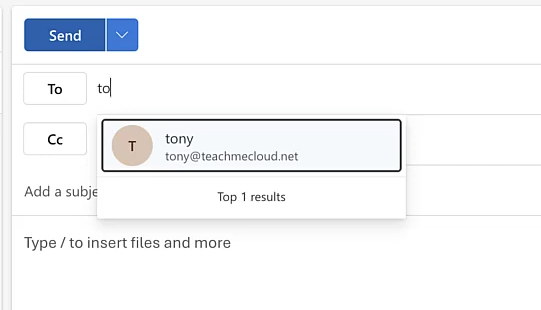 Send
To
to
Cc
T
tony
tony@teachmecloud.net
Top 1 results
Add a subje
Type / to insert files and more